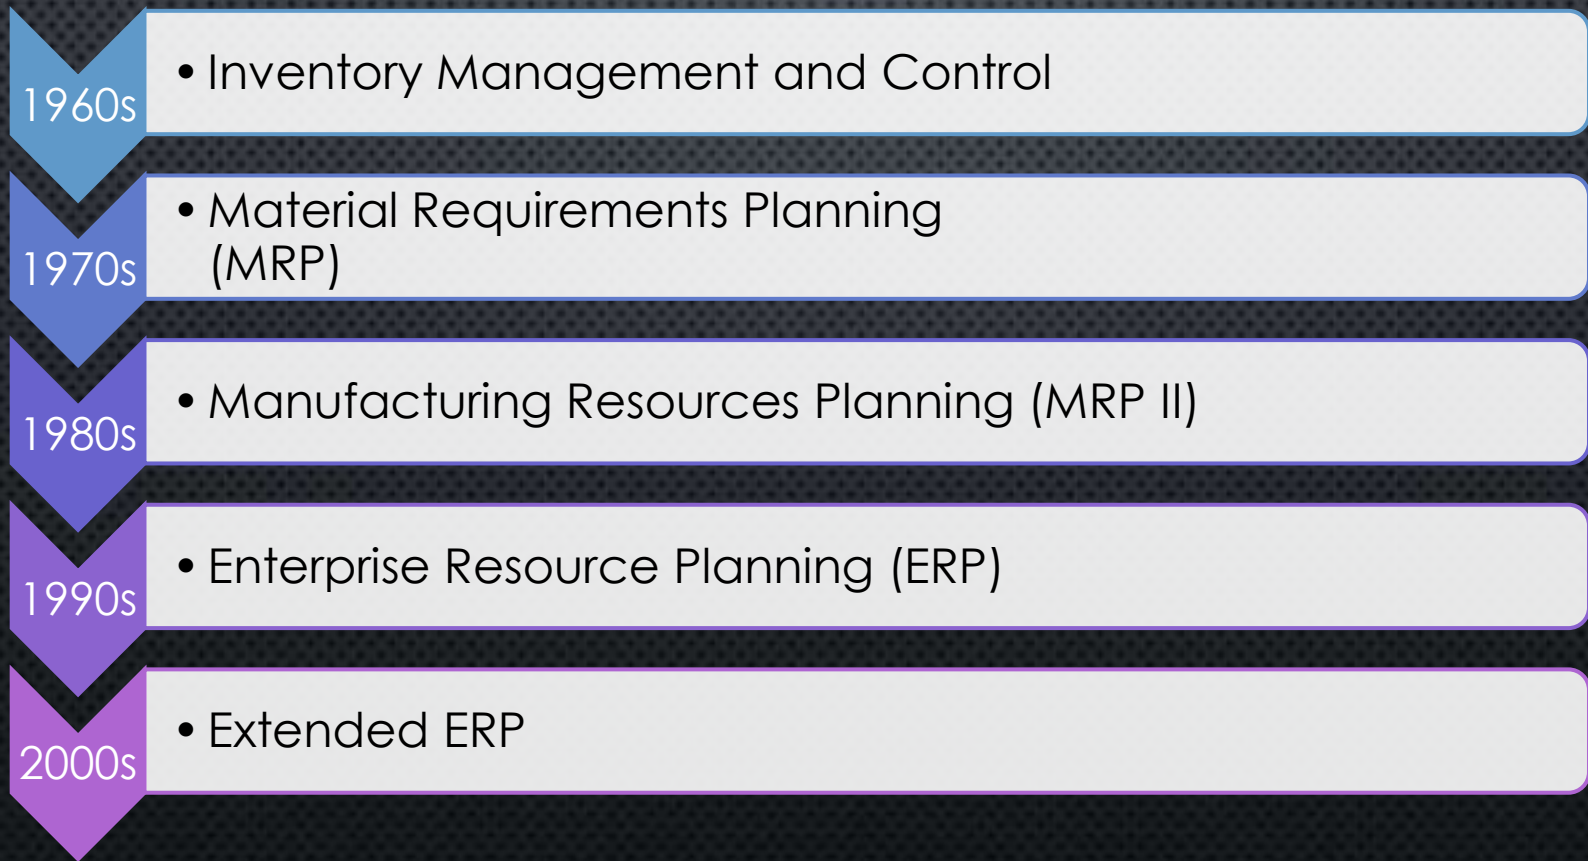 1960s
• Inventory Management and Control
1970s
• Material Requirements Planning
(MRP)
1980s
• Manufacturing Resources Planning (MRP II)
1990s
• Enterprise Resource Planning (ERP)
2000s
• Extended ERP